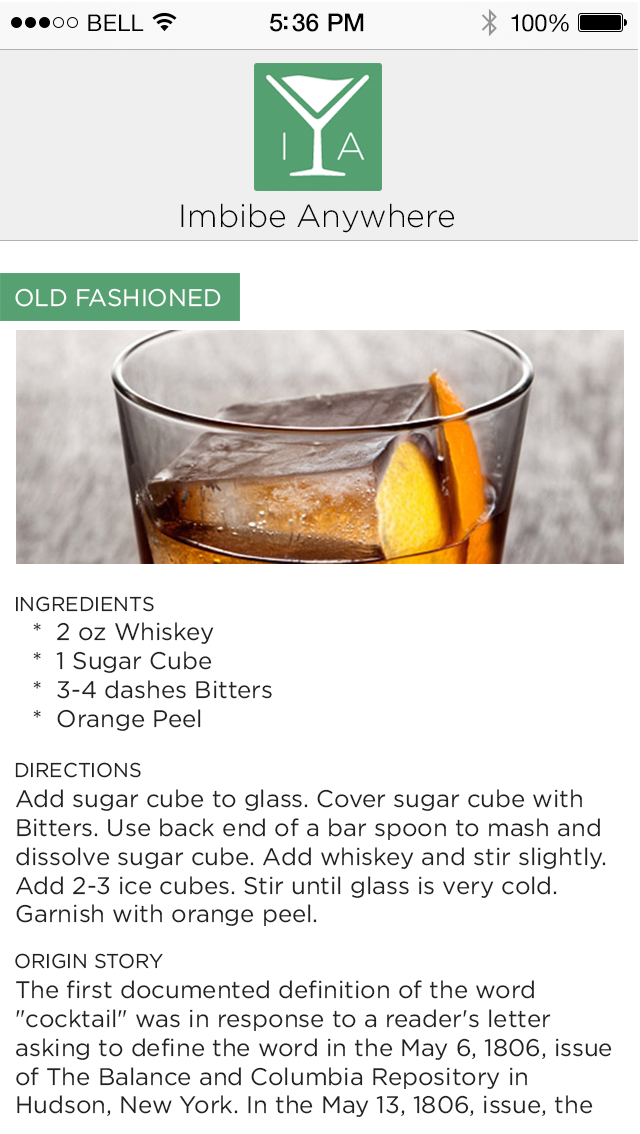 BELL 5:36 PM 100%
I A
Imbibe Anywhere
OLD FASHIONED
INGREDIENTS
* 2 oz Whiskey
* 1 Sugar Cube
* 3-4 dashes Bitters
* Orange Peel
DIRECTIONS
Add sugar cube to glass. Cover sugar cube with
Bitters. Use back end of a bar spoon to mash and
dissolve sugar cube. Add whiskey and stir slightly.
Add 2-3 ice cubes. Stir until glass is very cold.
Garnish with orange peel.
ORIGIN STORY
The first documented definition of the word
"cocktail" was in response to a reader's letter
asking to define the word in the May 6, 1806, issue
of The Balance and Columbia Repository in
Hudson, New York. In the May 13, 1806, issue, the